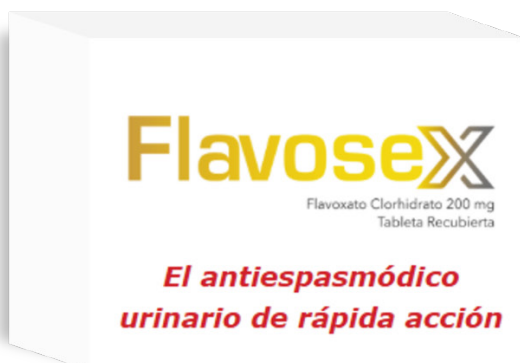 Flavosex
Flavoxato Clorhidrato 200 mg
Tableta Recubierta
El antiespasmódico
urinario de rápida acción